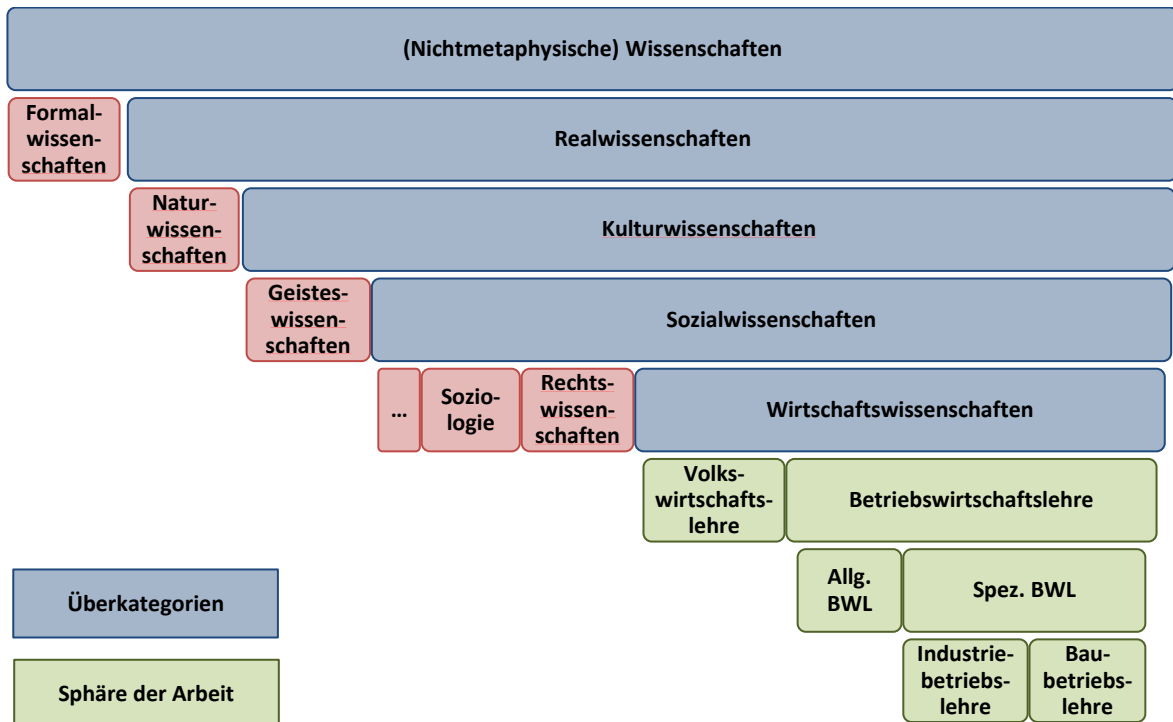 (Nichtmetaphysische) Wissenschaften
Formal-
wissen-
schaften
Realwissenschaften
Natur-
wissen-
schaften
Kulturwissenschaften
Geistes-
wissen-
schaften
Sozialwissenschaften
...
Sozio-
logie
Rechts-
wissen-
schaften
Wirtschaftswissenschaften
Volks-
wirtschafts-
lehre
Betriebswirtschaftslehre
Allg.
BWL
Spez. BWL
Überkategorien
Industrie-
betriebs-
lehre
Bau-
betriebs-
lehre
Sphäre der Arbeit